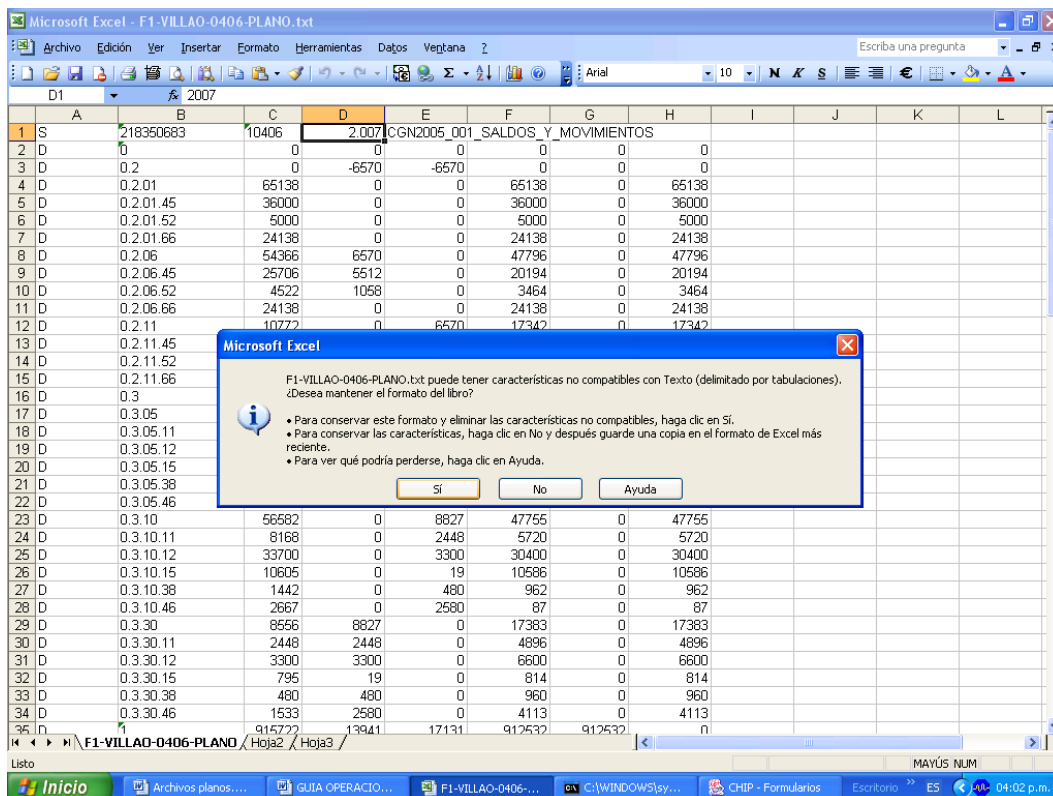 Microsoft Excel - F1-VILLAO-0406-PLANO.txt
Archivo Edición Ver Insertar Formato Herramientas Datos Ventana ? Escriba una pregunta
Arial 10 N K S
D1 fx 2007
A B C D E F G H I J K L
1 S 218350683 10406 2.007 CGN2005_001_SALDOS_Y_MOVIMIENTOS
2 D 0 0 0 0 0 0 0
3 D 0.2 0 -6570 -6570 0 0 0
4 D 0.2.01 65138 0 0 65138 0 65138
5 D 0.2.01.45 36000 0 0 36000 0 36000
6 D 0.2.01.52 5000 0 0 5000 0 5000
7 D 0.2.01.66 24138 0 0 24138 0 24138
8 D 0.2.06 54366 6570 0 47796 0 47796
9 D 0.2.06.45 25706 5512 0 20194 0 20194
10 D 0.2.06.52 4522 1058 0 3464 0 3464
11 D 0.2.06.66 24138 0 0 24138 0 24138
12 D 0.2.11 10772 0 6570 17342 0 17342
13 D 0.2.11.45
14 D 0.2.11.52
15 D 0.2.11.66
16 D 0.3
17 D 0.3.05
18 D 0.3.05.11
19 D 0.3.05.12
20 D 0.3.05.15
21 D 0.3.05.38
22 D 0.3.05.46
Microsoft Excel
F1-VILLAO-0406-PLANO.txt puede tener características no compatibles con Texto (delimitado por tabulaciones).
¿Desea mantener el formato del libro?
• Para conservar este formato y eliminar las características no compatibles, haga clic en Sí.
• Para conservar las características, haga clic en No y después guarde una copia en el formato de Excel más
reciente.
• Para ver qué podría perderse, haga clic en Ayuda.
Sí No Ayuda
23 D 0.3.10 56582 0 8827 47755 0 47755
24 D 0.3.10.11 8168 0 2448 5720 0 5720
25 D 0.3.10.12 33700 0 3300 30400 0 30400
26 D 0.3.10.15 10605 0 19 10586 0 10586
27 D 0.3.10.38 1442 0 480 962 0 962
28 D 0.3.10.46 2667 0 2580 87 0 87
29 D 0.3.30 8556 8827 0 17383 0 17383
30 D 0.3.30.11 2448 2448 0 4896 0 4896
31 D 0.3.30.12 3300 3300 0 6600 0 6600
32 D 0.3.30.15 795 19 0 814 0 814
33 D 0.3.30.38 480 480 0 960 0 960
34 D 0.3.30.46 1533 2580 0 4113 0 4113
35 D 1 915722 13941 17131 912532 912532 0
F1-VILLAO-0406-PLANO Hoja2 Hoja3
Listo MAYÚS NUM
Inicio Archivos planos.... GUIA OPERACIO... F1-VILLAO-0406-... C:\WINDOWS\sy... CHIP - Formularios Escritorio » ES 04:02 p.m.